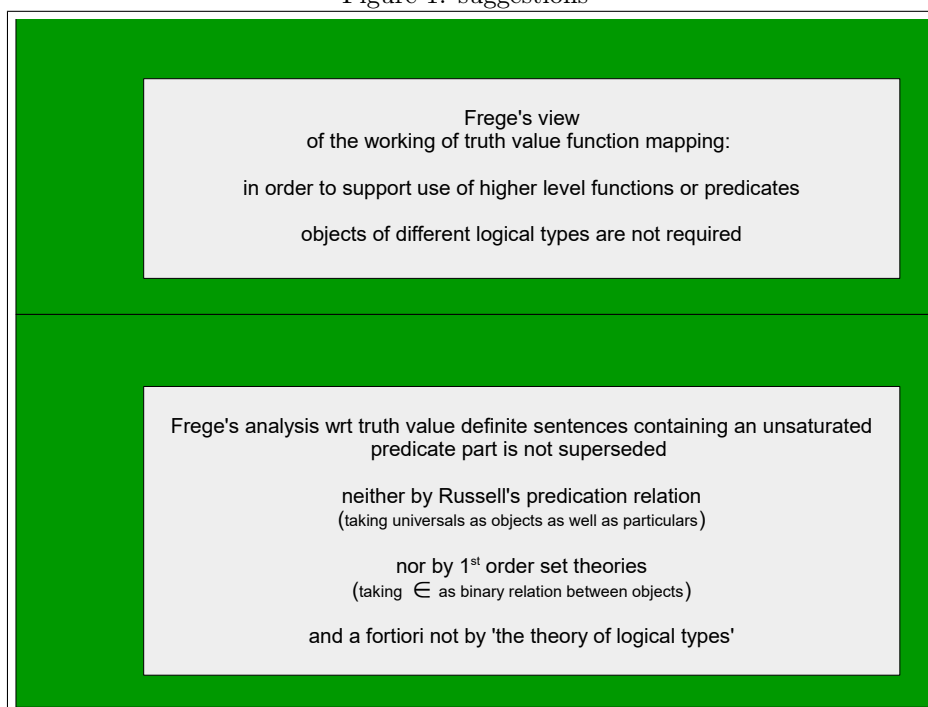 Figure 1: suggestions
Frege's view
of the working of truth value function mapping:
in order to support use of higher level functions or predicates
objects of different logical types are not required
Frege's analysis wrt truth value definite sentences containing an unsaturated
predicate part is not superseded
neither by Russell's predication relation
(taking universals as objects as well as particulars)
nor by 1st order set theories
(taking ∈ as binary relation between objects)
and a fortiori not by 'the theory of logical types'